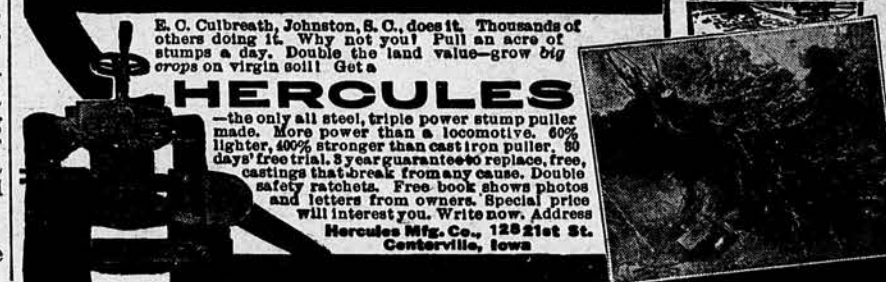 E. C. Culbreath, Johnston, S. C., does it. Thousands of
others doing it. Why not you? Pull an acre of
stumps a day. Double the land value—grow big
crops on virgin soil! Get a
HERCULES
—the only all steel, triple power stump puller
made. More power than a locomotive. 60%
lighter, 400% stronger than cast iron puller. 30
days' free trial. 3 year guarantee to replace, free,
castings that break from any cause. Double
safety ratchets. Free book shows photos
and letters from owners. Special price
will interest you. Write now. Address
Hercules Mfg. Co., 128 21st St.
Centerville, Iowa